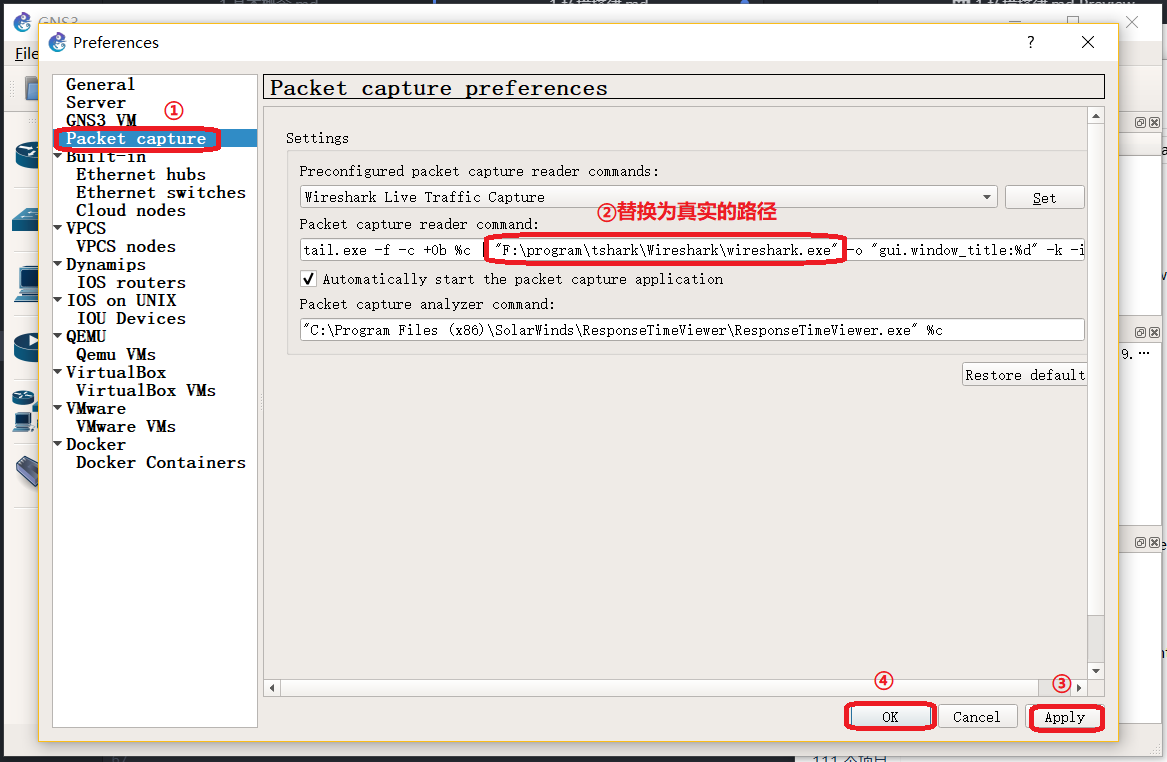 GNS3
File
Preferences
?
General
Server
①
GNS3 VM
Packet capture
Built-in
Ethernet hubs
Ethernet switches
Cloud nodes
VPCS
VPCS nodes
Dynamips
IOS routers
IOS on UNIX
IOU Devices
QEMU
Qemu VMs
VirtualBox
VirtualBox VMs
VMware
VMware VMs
Docker
Docker Containers
Packet capture preferences
Settings
Preconfigured packet capture reader commands:
Wireshark Live Traffic Capture
Set
②替换为真实的路径
Packet capture reader command:
tail.exe -f -c +0b %c "F:\program\tshark\Wireshark\wireshark.exe" -o "gui.window_title:%d" -k -i
Automatically start the packet capture application
Packet capture analyzer command:
"C:\Program Files (x86)\SolarWinds\ResponseTimeViewer\ResponseTimeViewer.exe" %c
Restore default
④
③
OK
Cancel
Apply
9. ...